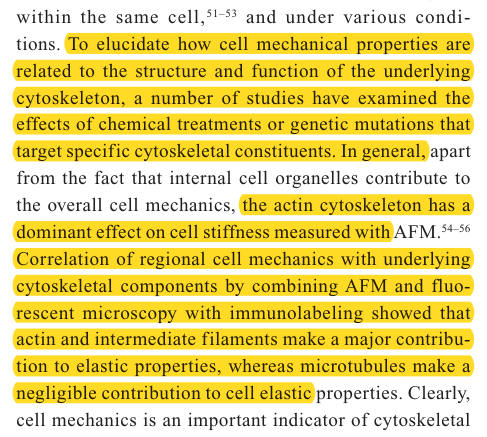 within the same cell,51–53 and under various condi-
tions. To elucidate how cell mechanical properties are
related to the structure and function of the underlying
cytoskeleton, a number of studies have examined the
effects of chemical treatments or genetic mutations that
target specific cytoskeletal constituents. In general, apart
from the fact that internal cell organelles contribute to
the overall cell mechanics, the actin cytoskeleton has a
dominant effect on cell stiffness measured with AFM.54–56
Correlation of regional cell mechanics with underlying
cytoskeletal components by combining AFM and fluo-
rescent microscopy with immunolabeling showed that
actin and intermediate filaments make a major contribu-
tion to elastic properties, whereas microtubules make a
negligible contribution to cell elastic properties. Clearly,
cell mechanics is an important indicator of cytoskeletal